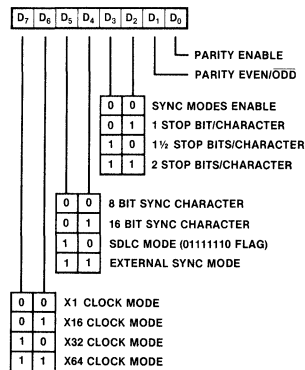 D7 D6 D5 D4 D3 D2 D1 D0
PARITY ENABLE
PARITY EVEN/ODD
0 0 SYNC MODES ENABLE
0 1 1 STOP BIT/CHARACTER
1 0 1½ STOP BITS/CHARACTER
1 1 2 STOP BITS/CHARACTER
0 0 8 BIT SYNC CHARACTER
0 1 16 BIT SYNC CHARACTER
1 0 SDLC MODE (01111110 FLAG)
1 1 EXTERNAL SYNC MODE
0 0 X1 CLOCK MODE
0 1 X16 CLOCK MODE
1 0 X32 CLOCK MODE
1 1 X64 CLOCK MODE